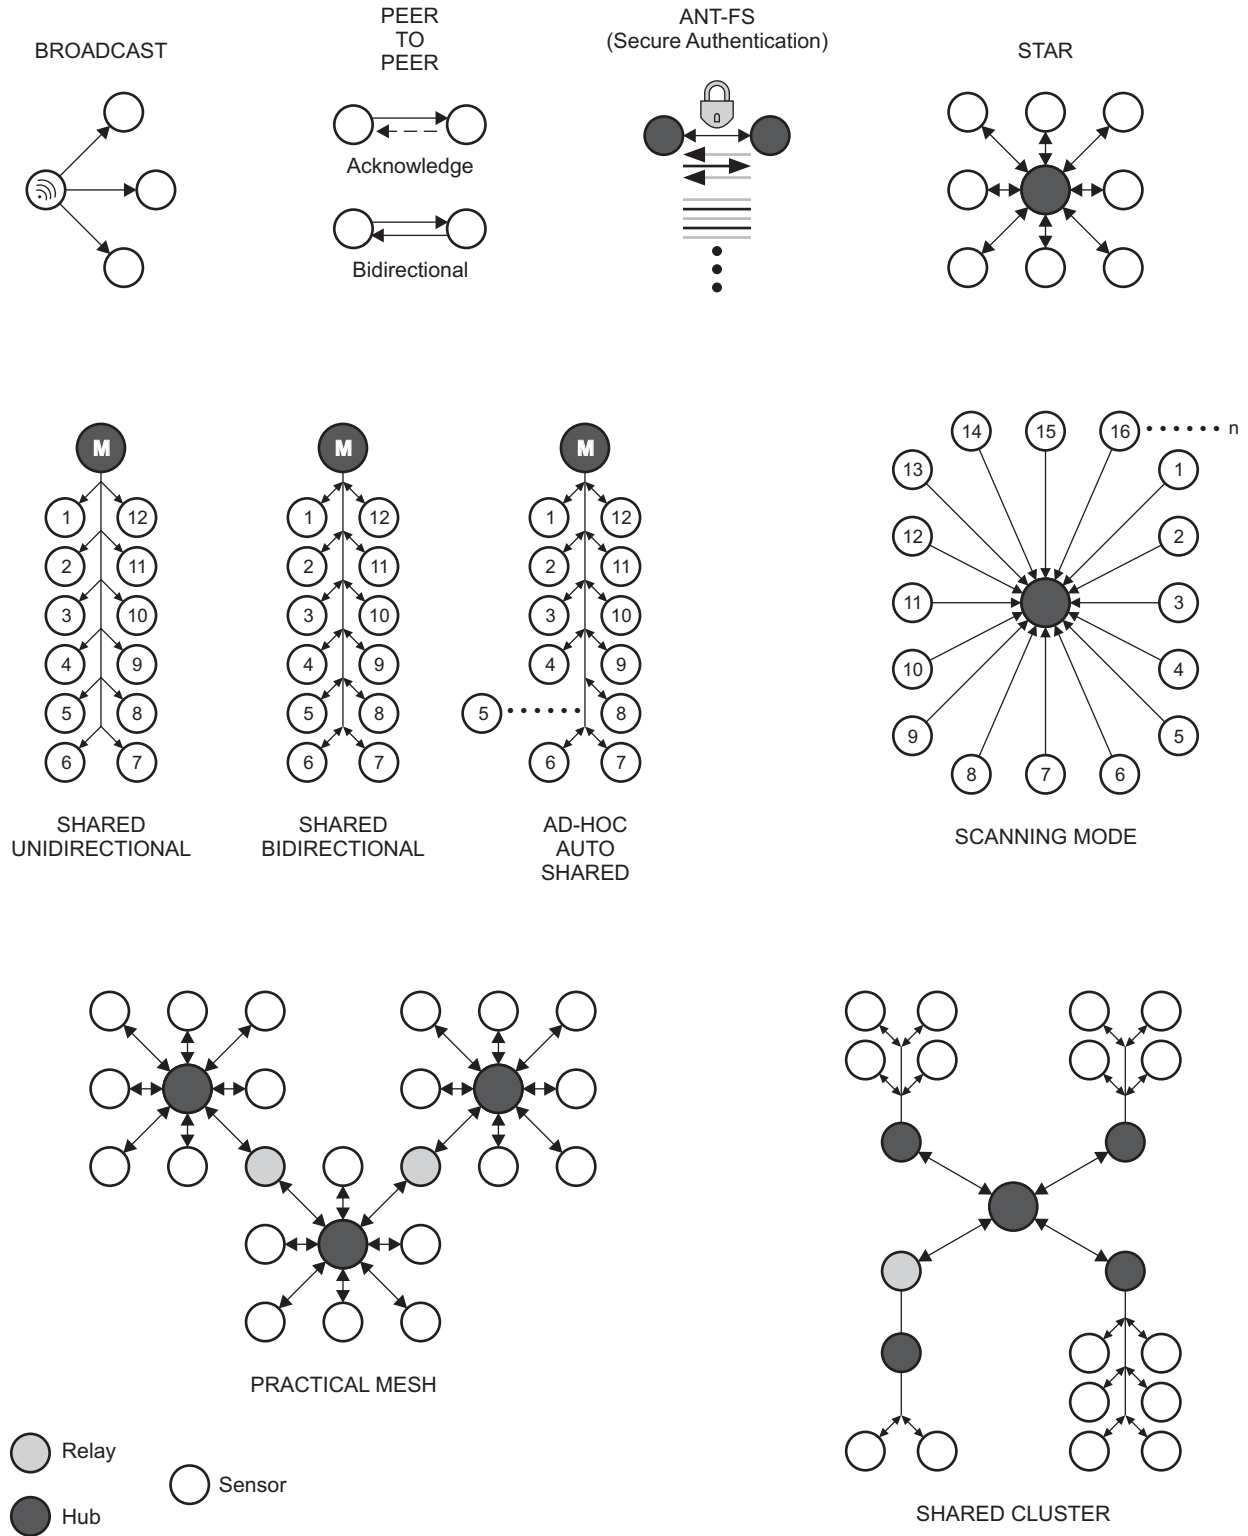 BROADCAST
PEER
TO
PEER
Acknowledge
Bidirectional
ANT-FS
(Secure Authentication)
STAR
M
1 12
2 11
3 10
4 9
5 8
6 7
SHARED
UNIDIRECTIONAL
M
1 12
2 11
3 10
4 9
5 8
6 7
SHARED
BIDIRECTIONAL
M
1 12
2 11
3 10
4 9
5 8
6 7
AD-HOC
AUTO
SHARED
14 15 16 n
13 1
12 2
11 3
10 4
9 5
8 7 6
SCANNING MODE
PRACTICAL MESH
SHARED CLUSTER
Relay
Sensor
Hub